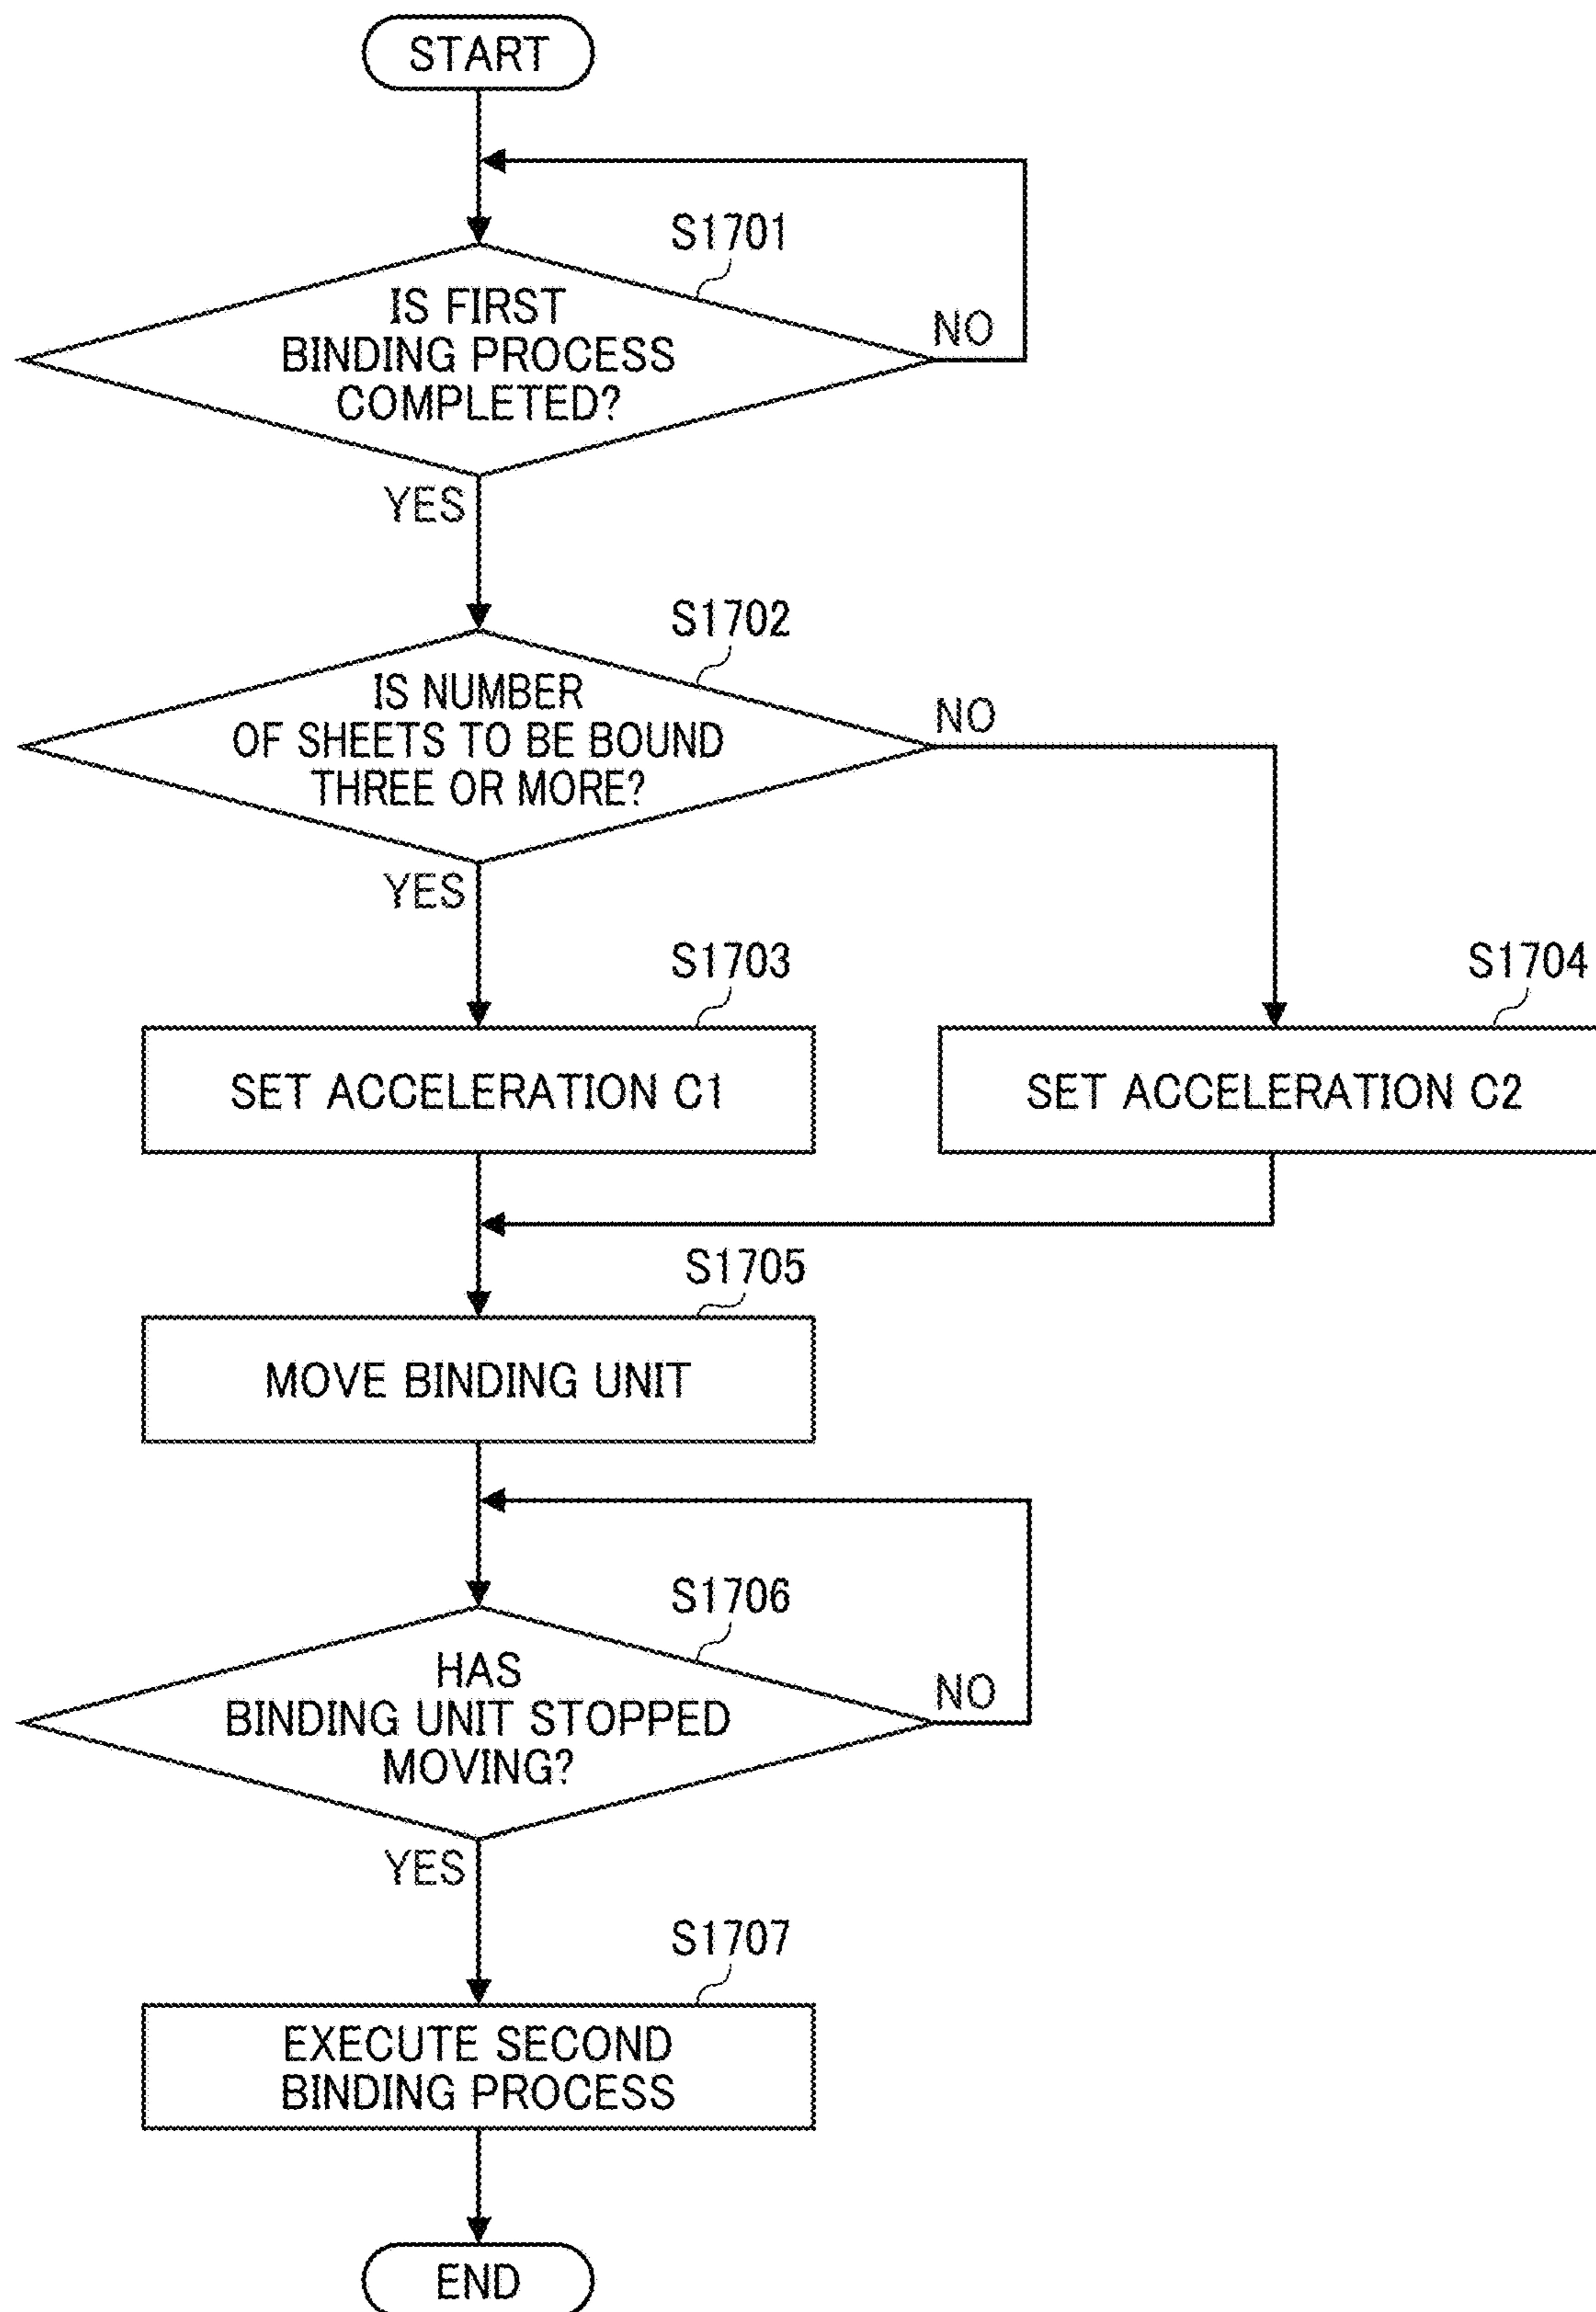 START
S1701
IS FIRST
BINDING PROCESS
COMPLETED?
NO
YES
S1702
IS NUMBER
OF SHEETS TO BE BOUND
THREE OR MORE?
NO
YES
S1703
S1704
SET ACCELERATION C1
SET ACCELERATION C2
S1705
MOVE BINDING UNIT
S1706
HAS
BINDING UNIT STOPPED
MOVING?
NO
YES
S1707
EXECUTE SECOND
BINDING PROCESS
END